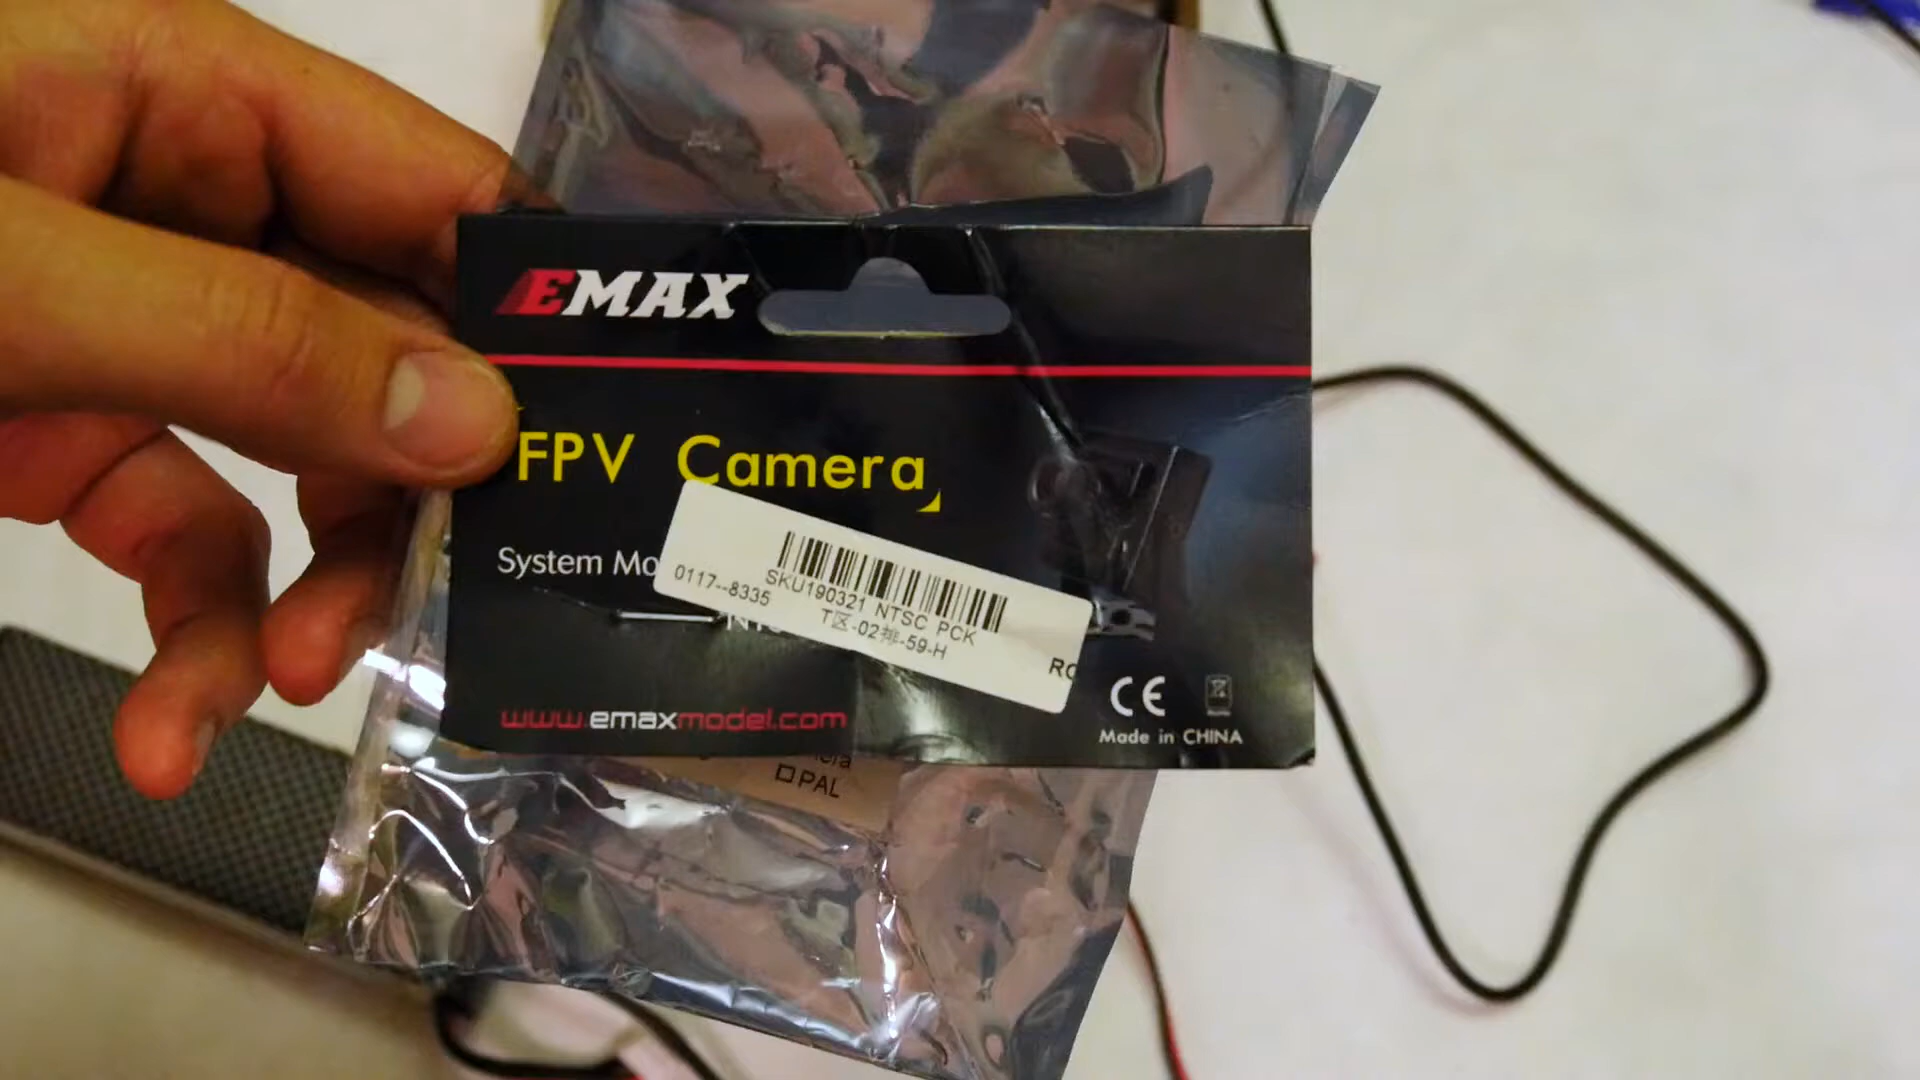 EMAX
FPV Camera
System Mo
SKU190321 NTSC PCK
0117--8335
T区-02排-59-H
RC
www.emaxmodel.com
CE
Made in CHINA
PAL